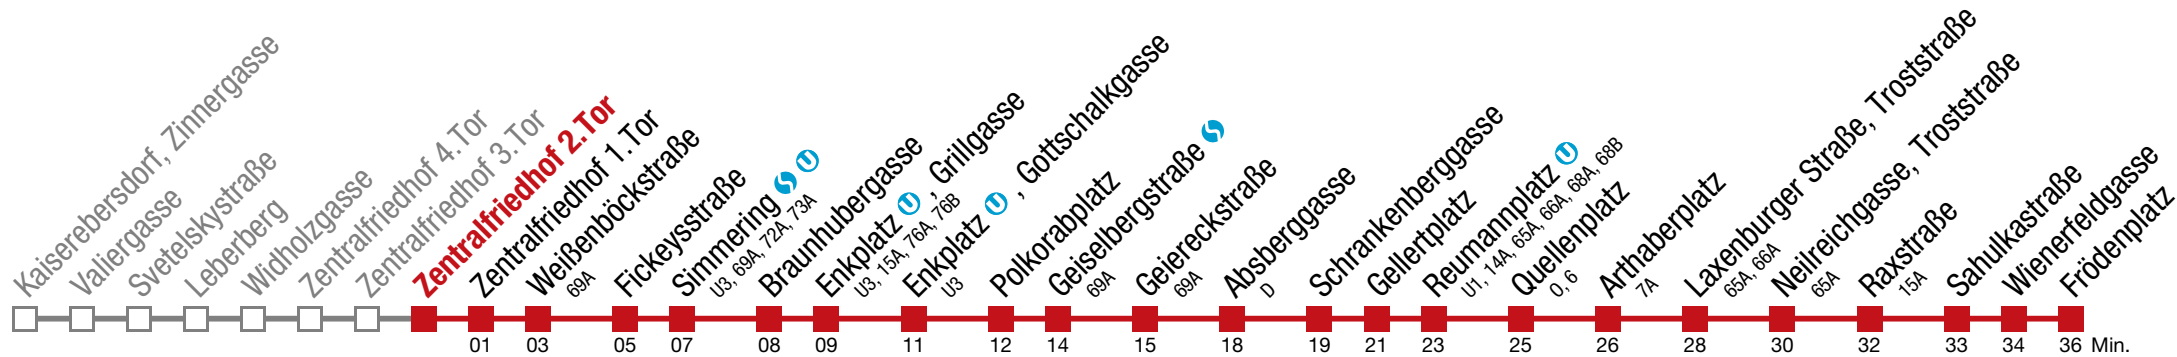 Kaiserebersdorf, Zinnergasse
Valiergasse
Svetelskystraße
Leberberg
Widholzgasse
Zentralfriedhof 4.Tor
Zentralfriedhof 3.Tor
Zentralfriedhof 2.Tor
Zentralfriedhof 1.Tor
Weißenböckstraße
69A
Fickeysstraße
Simmering S U
U3, 69A, 72A, 73A
Braunhubergasse
Enkplatz U , Grillgasse
U3, 15A, 76A, 76B
Enkplatz U , Gottschalkgasse
U3
Polkorabplatz
Geiselbergstraße S
69A
Geiereckstraße
69A
Absberggasse
D
Schrankenberggasse
Gellertplatz
Reumannplatz U
U1, 14A, 65A, 66A, 68A, 68B
Quellenplatz
O, 6
Arthaberplatz
7A
Laxenburger Straße, Troststraße
65A, 66A
Neilreichgasse, Troststraße
65A
Raxstraße
15A
Sahulkastraße
Wienerfeldgasse
Frödenplatz
01 03 05 07 08 09 11 12 14 15 18 19 21 23 25 26 28 30 32 33 34 36 Min.